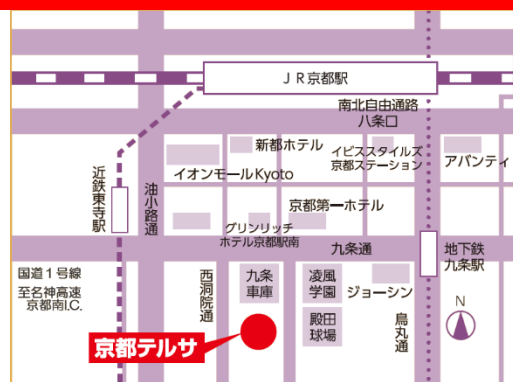 JR京都駅
南北自由通路
八条口
新都ホテル
イビススタイルズ
京都ステーション
アバンティ
イオンモールKyoto
近鉄東寺駅
油小路通
京都第一ホテル
グリンリッチ
ホテル京都駅南
九条通
地下鉄
九条駅
国道1号線
至名神高速
京都南I.C.
西洞院通
九条
車庫
凌風
学園
ジョーシン
殿田
球場
烏丸通
N
京都テルサ